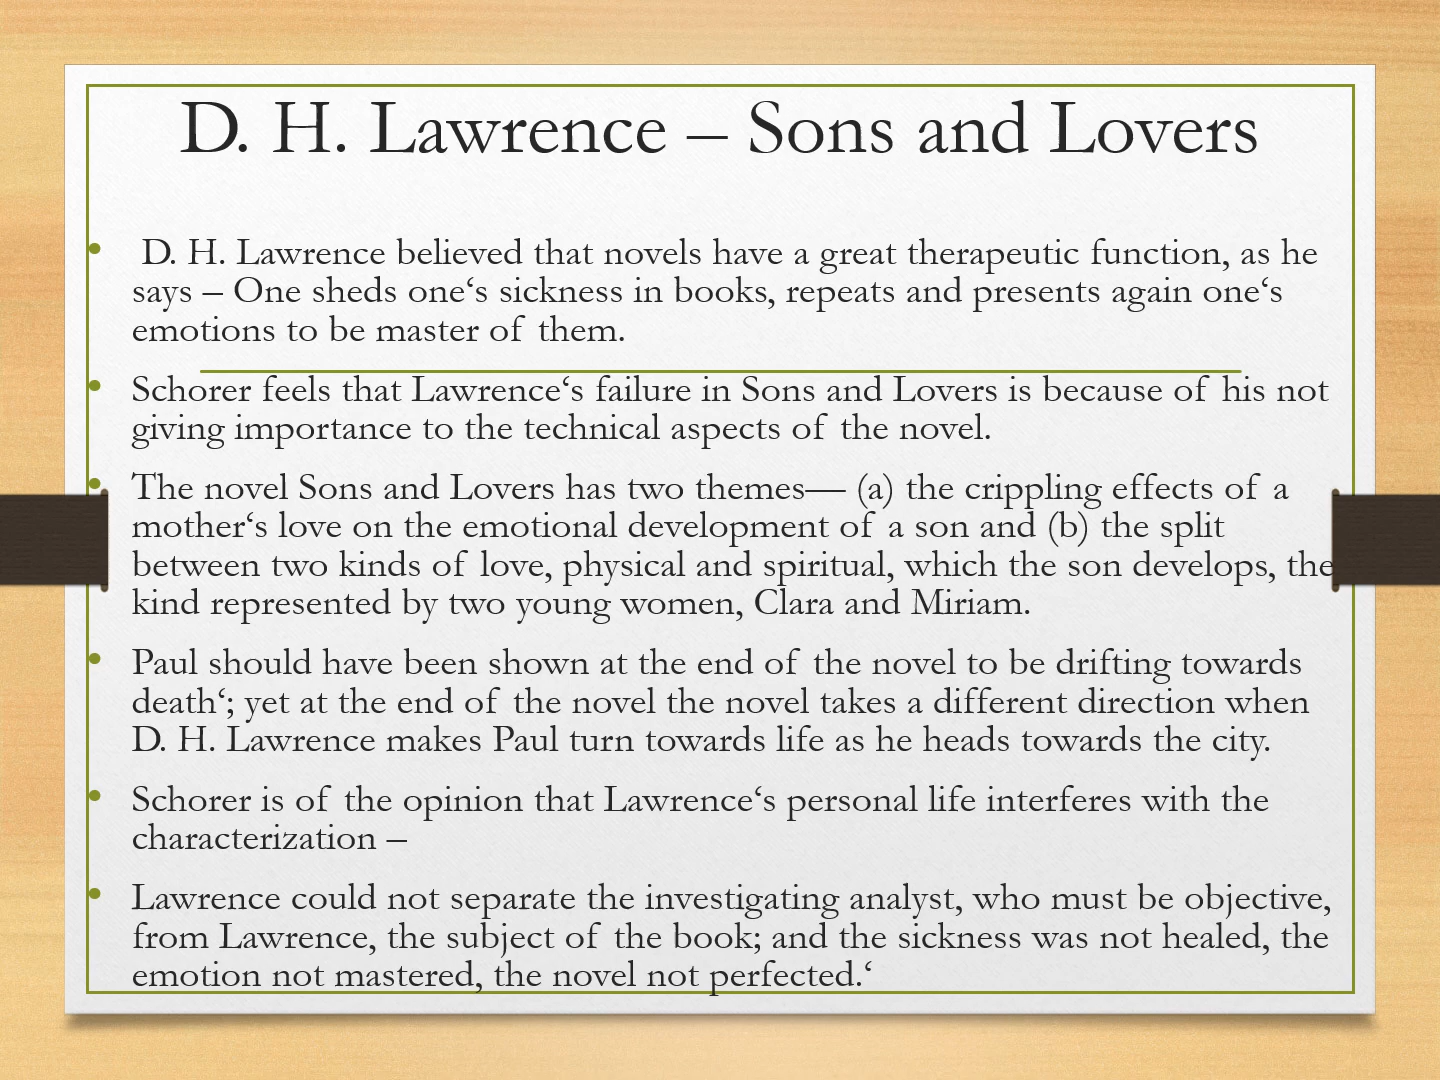 D. H. Lawrence – Sons and Lovers
• D. H. Lawrence believed that novels have a great therapeutic function, as he
says – One sheds one‘s sickness in books, repeats and presents again one‘s
emotions to be master of them.
• Schorer feels that Lawrence‘s failure in Sons and Lovers is because of his not
giving importance to the technical aspects of the novel.
• The novel Sons and Lovers has two themes— (a) the crippling effects of a
mother‘s love on the emotional development of a son and (b) the split
between two kinds of love, physical and spiritual, which the son develops, the
kind represented by two young women, Clara and Miriam.
• Paul should have been shown at the end of the novel to be drifting towards
death‘; yet at the end of the novel the novel takes a different direction when
D. H. Lawrence makes Paul turn towards life as he heads towards the city.
• Schorer is of the opinion that Lawrence‘s personal life interferes with the
characterization –
• Lawrence could not separate the investigating analyst, who must be objective,
from Lawrence, the subject of the book; and the sickness was not healed, the
emotion not mastered, the novel not perfected.‘